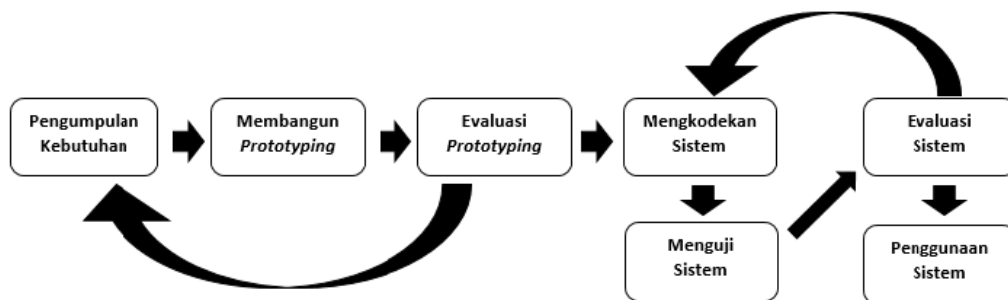 Pengumpulan
Kebutuhan
Membangun
Prototyping
Evaluasi
Prototyping
Mengkodekan
Sistem
Evaluasi
Sistem
Menguji
Sistem
Penggunaan
Sistem